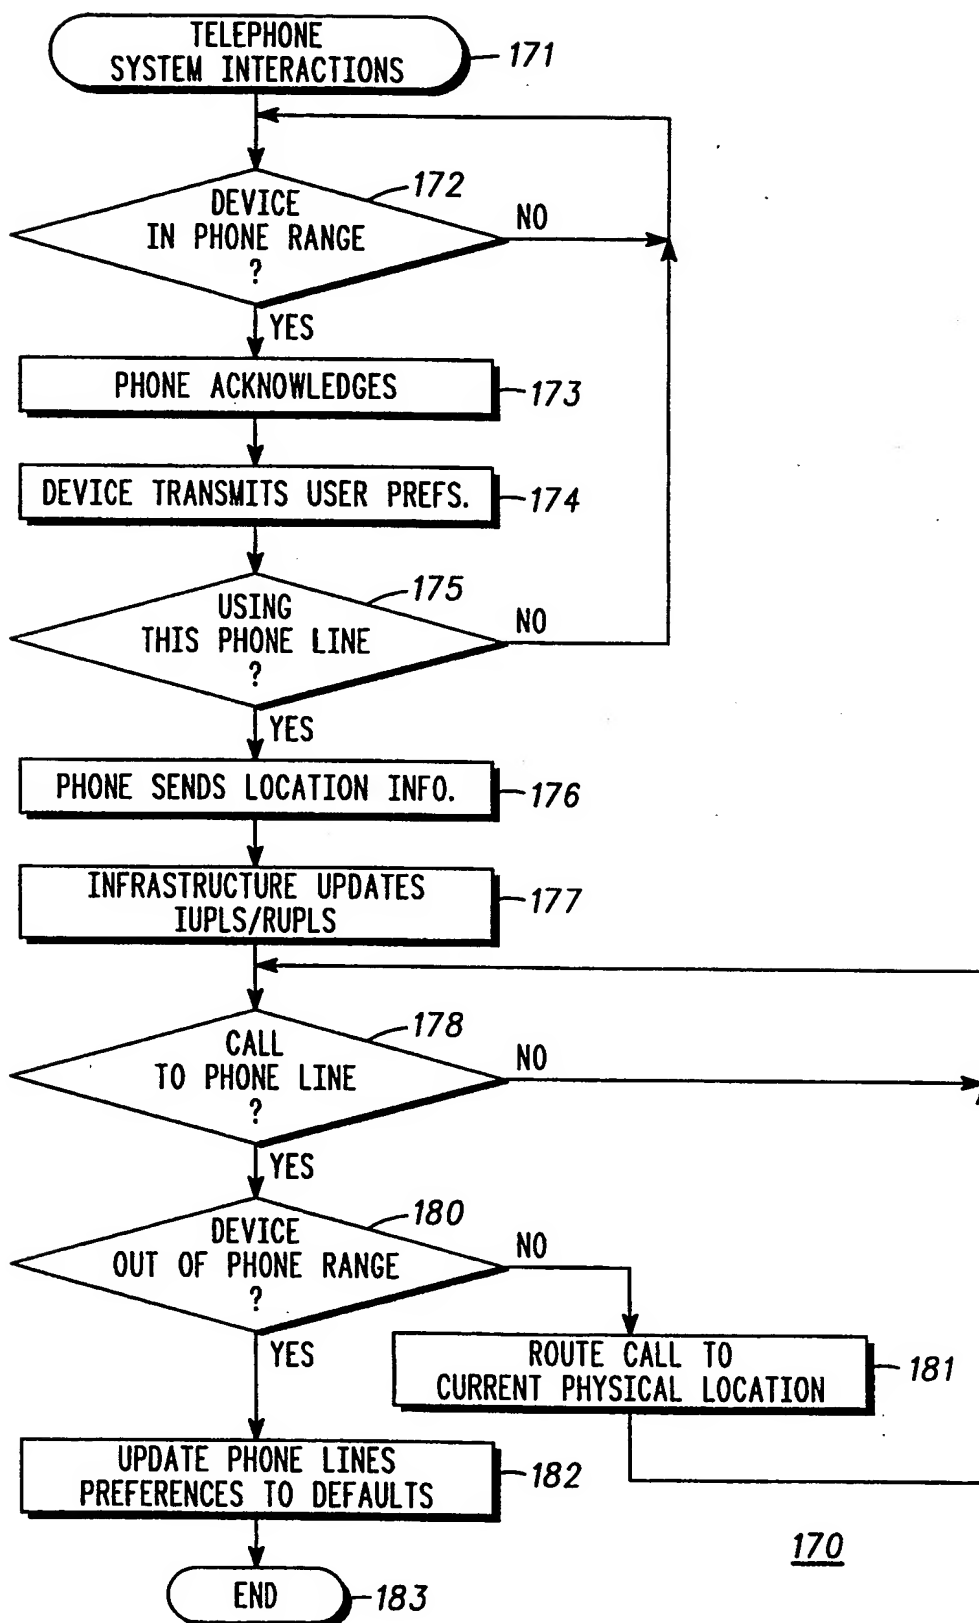 TELEPHONE
SYSTEM INTERACTIONS
171
172
DEVICE
IN PHONE RANGE
?
NO
YES
PHONE ACKNOWLEDGES
173
DEVICE TRANSMITS USER PREFS.
174
175
USING
THIS PHONE LINE
?
NO
YES
PHONE SENDS LOCATION INFO.
176
INFRASTRUCTURE UPDATES
IUPLS/RUPLS
177
178
CALL
TO PHONE LINE
?
NO
YES
180
DEVICE
OUT OF PHONE RANGE
?
NO
YES
ROUTE CALL TO
CURRENT PHYSICAL LOCATION
181
UPDATE PHONE LINES
PREFERENCES TO DEFAULTS
182
170
END
183